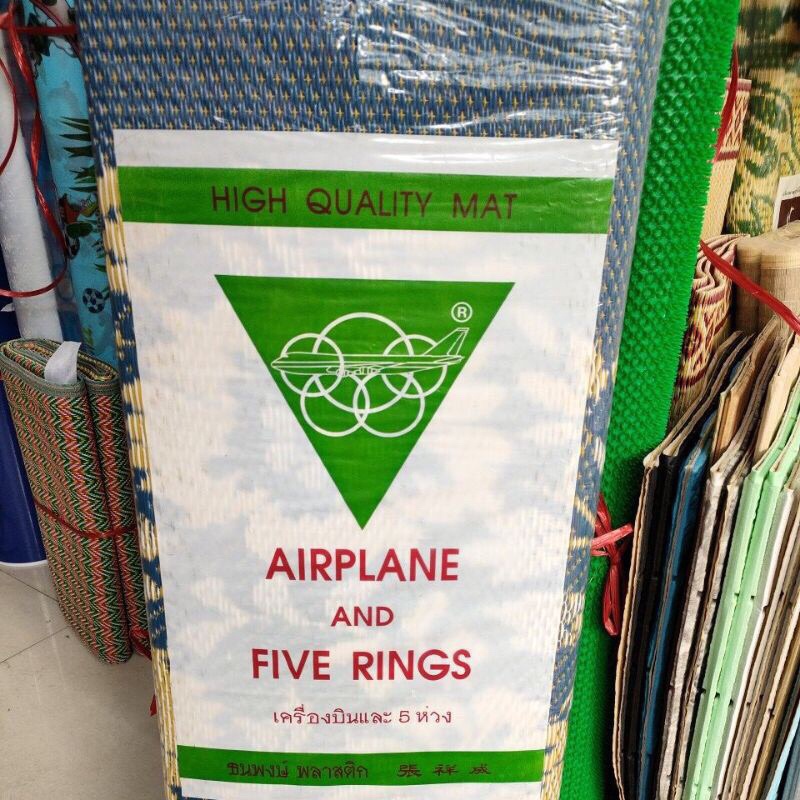 HIGH QUALITY MAT
®
AIRPLANE
AND
FIVE RINGS
เครื่องบินและ 5 ห่วง
ธนพงษ์ พลาสติก 張祥成